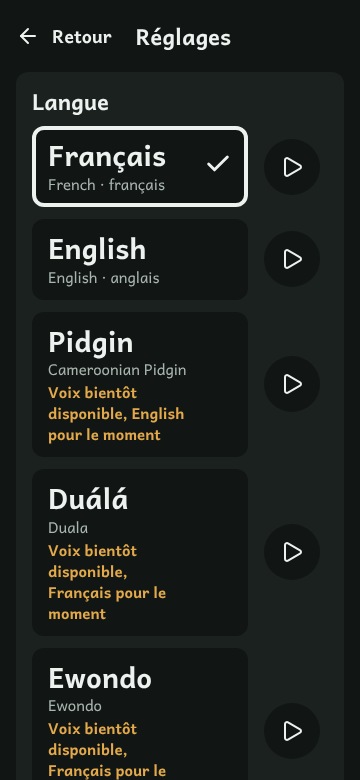 Retour Réglages
Langue
Français
French · français
English
English · anglais
Pidgin
Cameroonian Pidgin
Voix bientôt
disponible, English
pour le moment
Duálá
Duala
Voix bientôt
disponible,
Français pour le
moment
Ewondo
Ewondo
Voix bientôt
disponible,
Français pour le